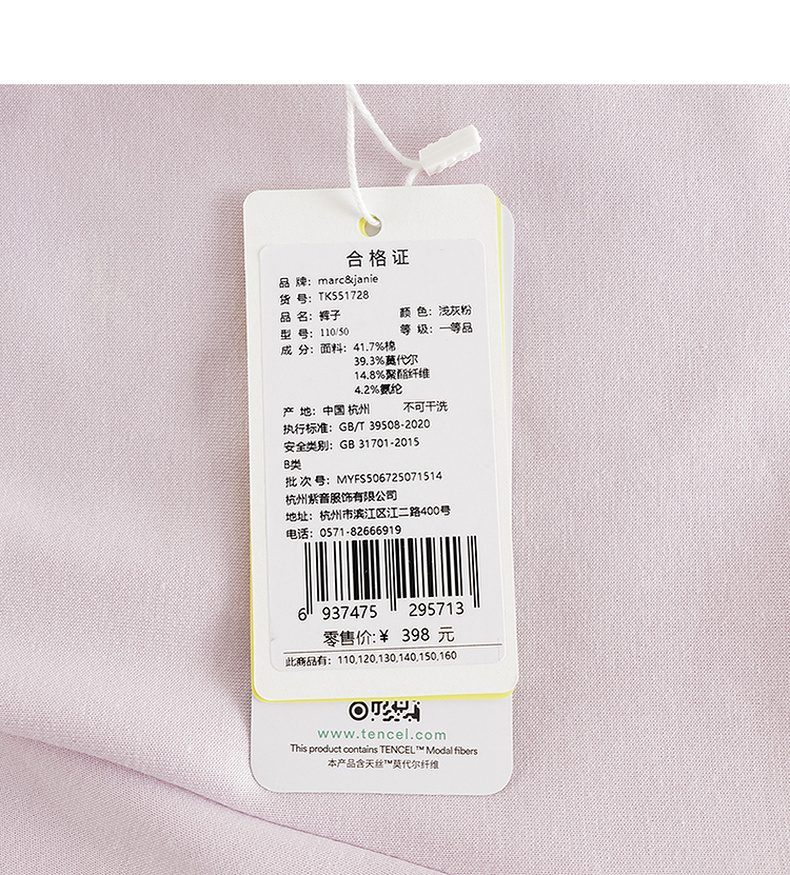 合格证
品 牌：marc&janie
货 号：TK551728
品 名：裤子 颜 色：浅灰粉
型 号：110/50 等 级：一等品
成 分：面料：41.7%棉
39.3%莫代尔
14.8%聚酯纤维
4.2%氨纶
产 地：中国 杭州 不可干洗
执行标准：GB/T 39508-2020
安全类别：GB 31701-2015
B类
批 次 号：MYFS506725071514
杭州紫音服饰有限公司
地址：杭州市滨江区江二路400号
电话：0571-82666919
6 937475 295713
零售价:¥ 398 元
此商品有：110,120,130,140,150,160
www.tencel.com
This product contains TENCEL™ Modal fibers
本产品含天丝™莫代尔纤维